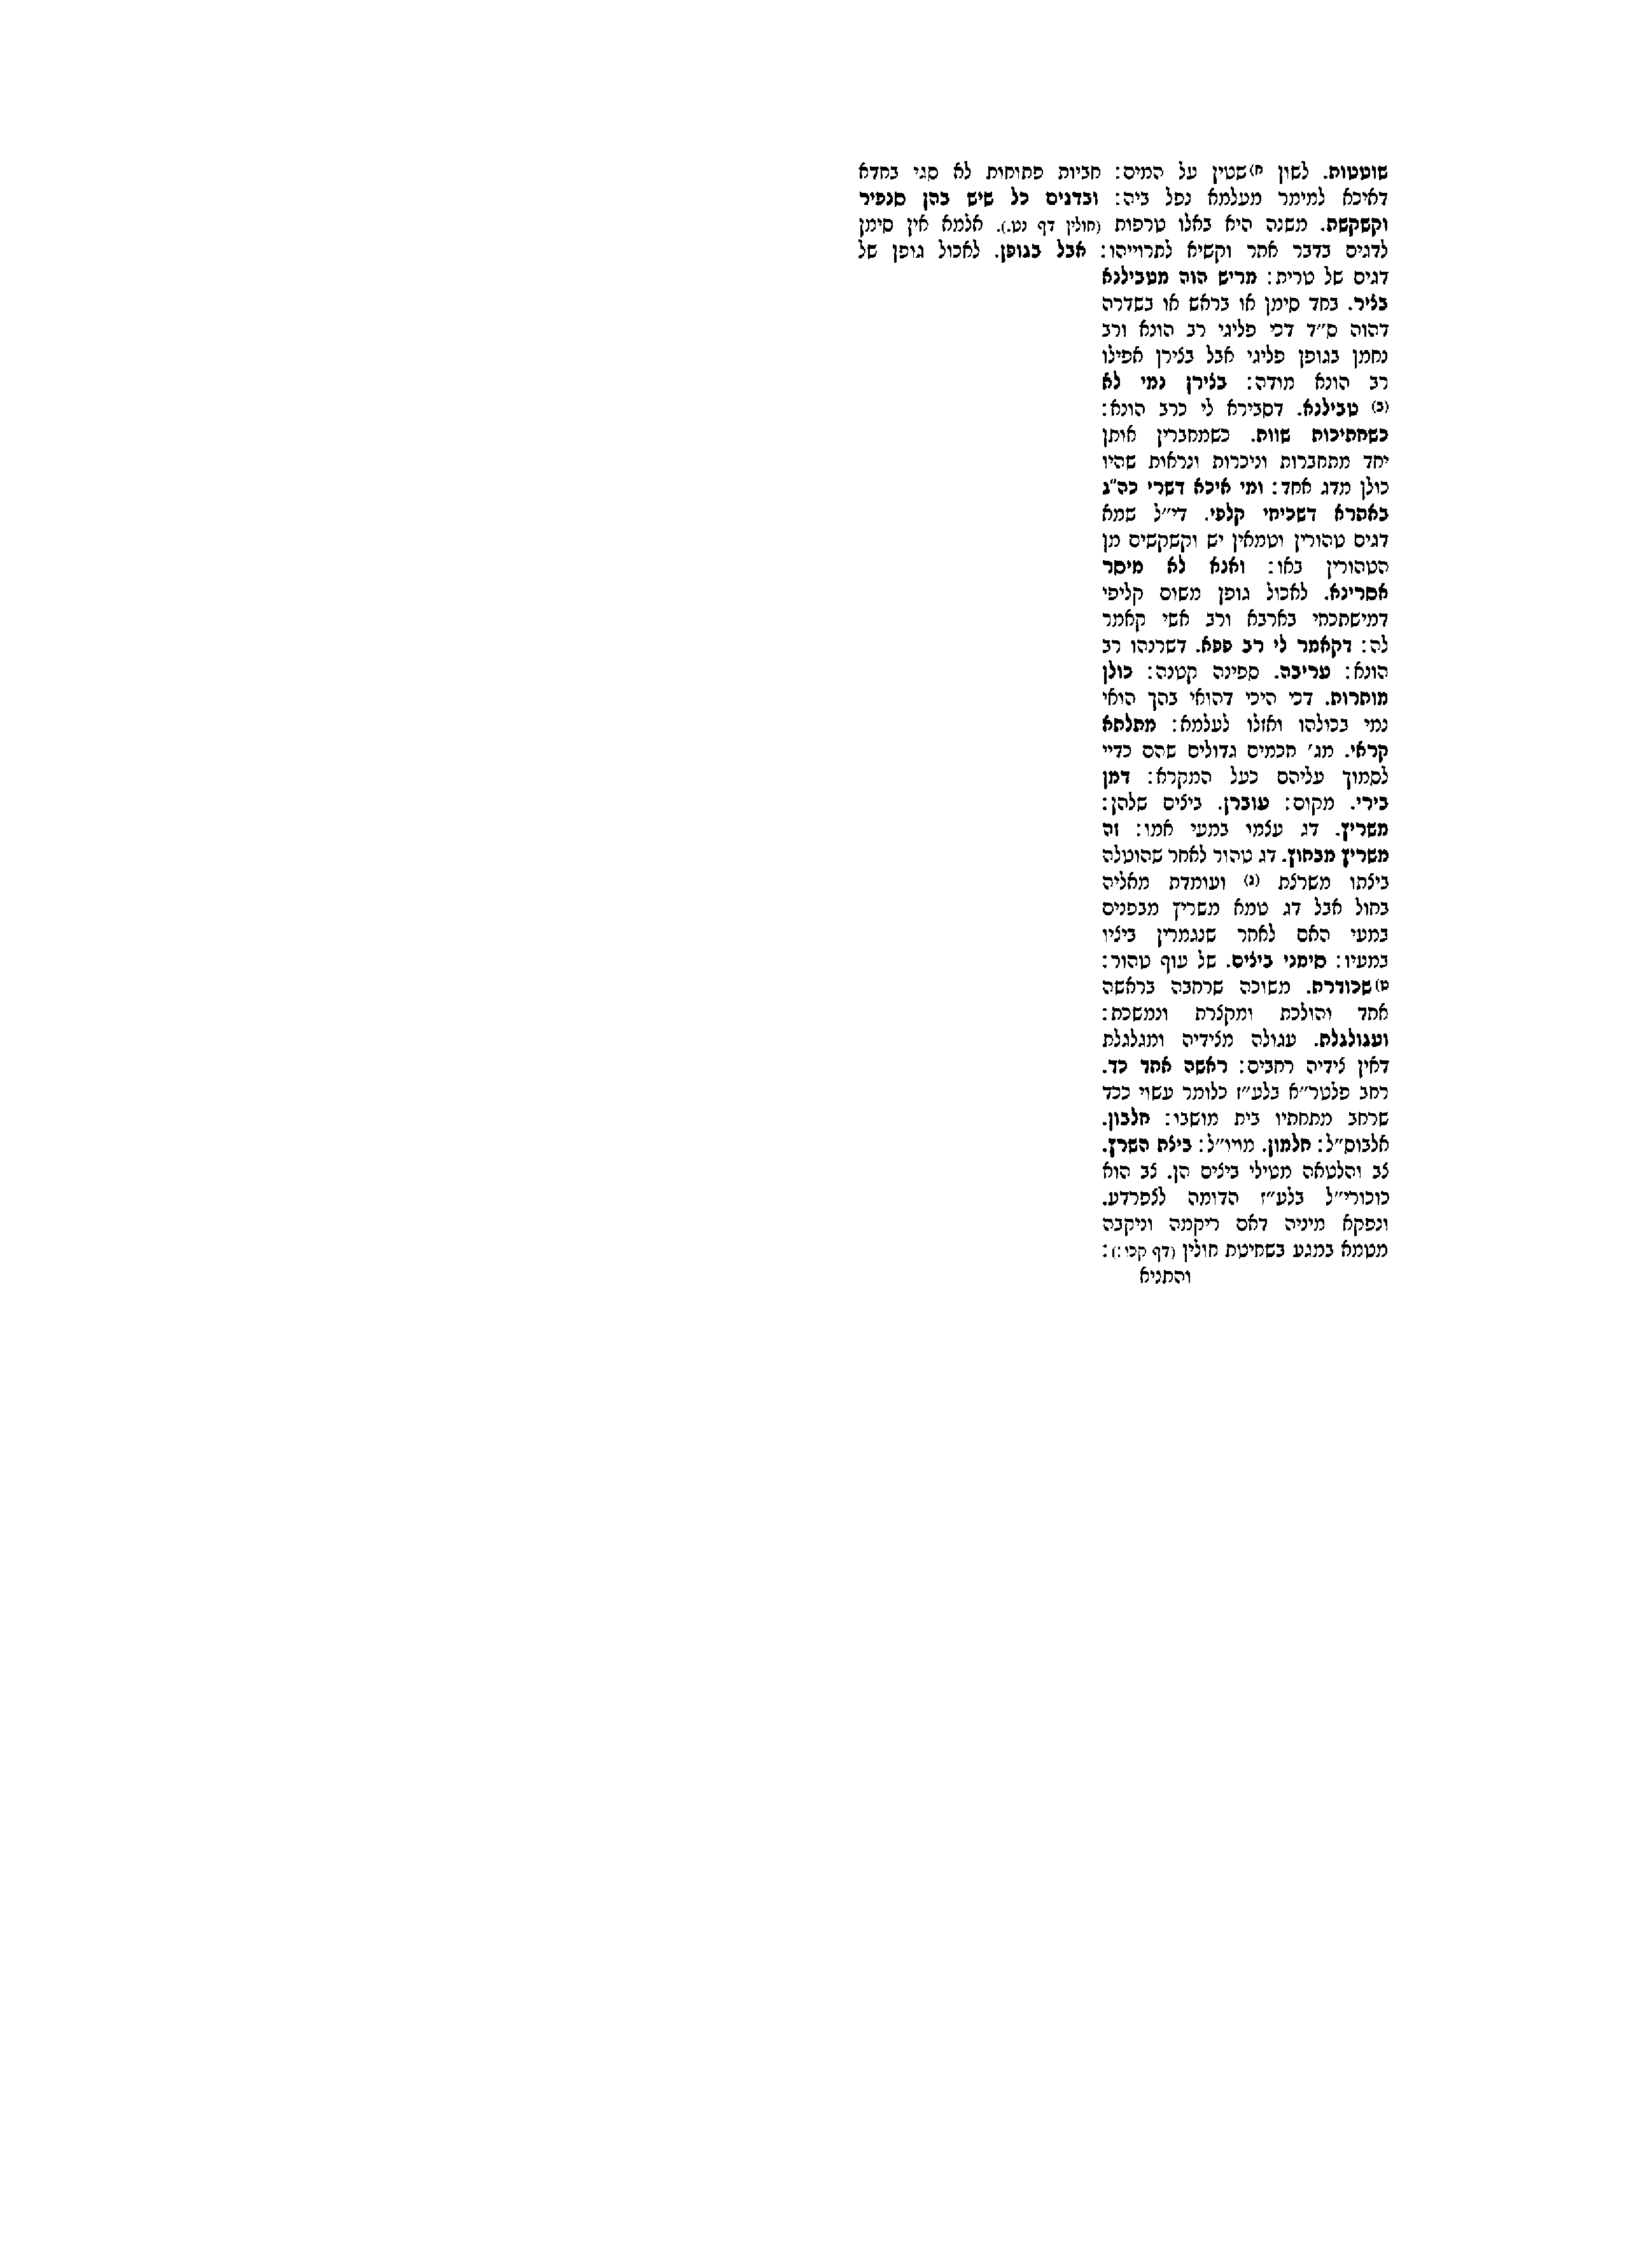 שוטטות. לשון ח) שטין על המים: חביות פתוחות לא סגי בחדא
דאיכא למימר מעלמא נפל ביה: ובדגים כל שיש בהן סנפיר
וקשקשת. משנה היא באלו טרפות (חולין דף נט.). אלמא אין סימן
לדגים בדבר אחר וקשיא לתרוייהו: אבל בגופן. לאכול גופן של
דגים של טרית: מריש הוה מטבילנא
בציר. בחד סימן או בראש או בשדרה
דהוה ס״ד דכי פליגי רב הונא ורב
נחמן בגופן פליגי אבל בצירן אפילו
רב הונא מודה: בצירן נמי לא
(ב) טבילנא. דסבירא לי כרב הונא:
כשחתיכות שוות. כשמחברין אותן
יחד מתחברות וניכרות ונראות שהיו
כולן מדג אחד: ומי איכא דשרי כה״ג
באתרא דשכיחי קלפי. די״ל שמא
דגים טהורין וטמאין יש וקשקשים מן
הטהורין באו: ואנא לא מיסר
אסרינא. לאכול גופן משום קליפי
דמישתכחי בארבא ורב אשי קאמר
לה: דקאמר לי רב פפא. דשרנהו רב
הונא: עריבה. ספינה קטנה: כולן
מותרות. דכי היכי דהואי בהך הואי
נמי בכולהו ואזלו לעלמא: מתלתא
קראי. מג׳ חכמים גדולים שהם כדיי
לסמוך עליהם כעל המקרא: דמן
בירי. מקום: עוברן. ביצים שלהן:
משריץ. דג עצמו במעי אמו: זה
משריץ מבחוץ. דג טהור לאחר שהוטלה
ביצתו משרצת (ג) ועומדת מאליה
בחול אבל דג טמא משריץ מבפנים
במעי האם לאחר שנגמרין ביציו
במעיו: סימני ביצים. של עוף טהור:
ט) שכודרת. משוכה שרחבה בראשה
אחד והולכת ומקצרת ונמשכת:
ועגולגלת. עגולה מצידיה ומגלגלת
דאין צידיה רחבים: ראשה אחד כד.
רחב פלטר״א בלע״ז כלומר עשוי ככד
שרחב מתחתיו בית מושבו: חלבון.
אלבוס״ל: חלמון. מויו״ל: ביצת השרץ.
צב והלטאה מטילי ביצים הן. צב הוא
כוכורי״ל בלע״ז הדומה לצפרדע.
ונפקא מיניה דאם ריקמה וניקבה
מטמא במגע בשחיטת חולין (דף קכו:):
והתניא